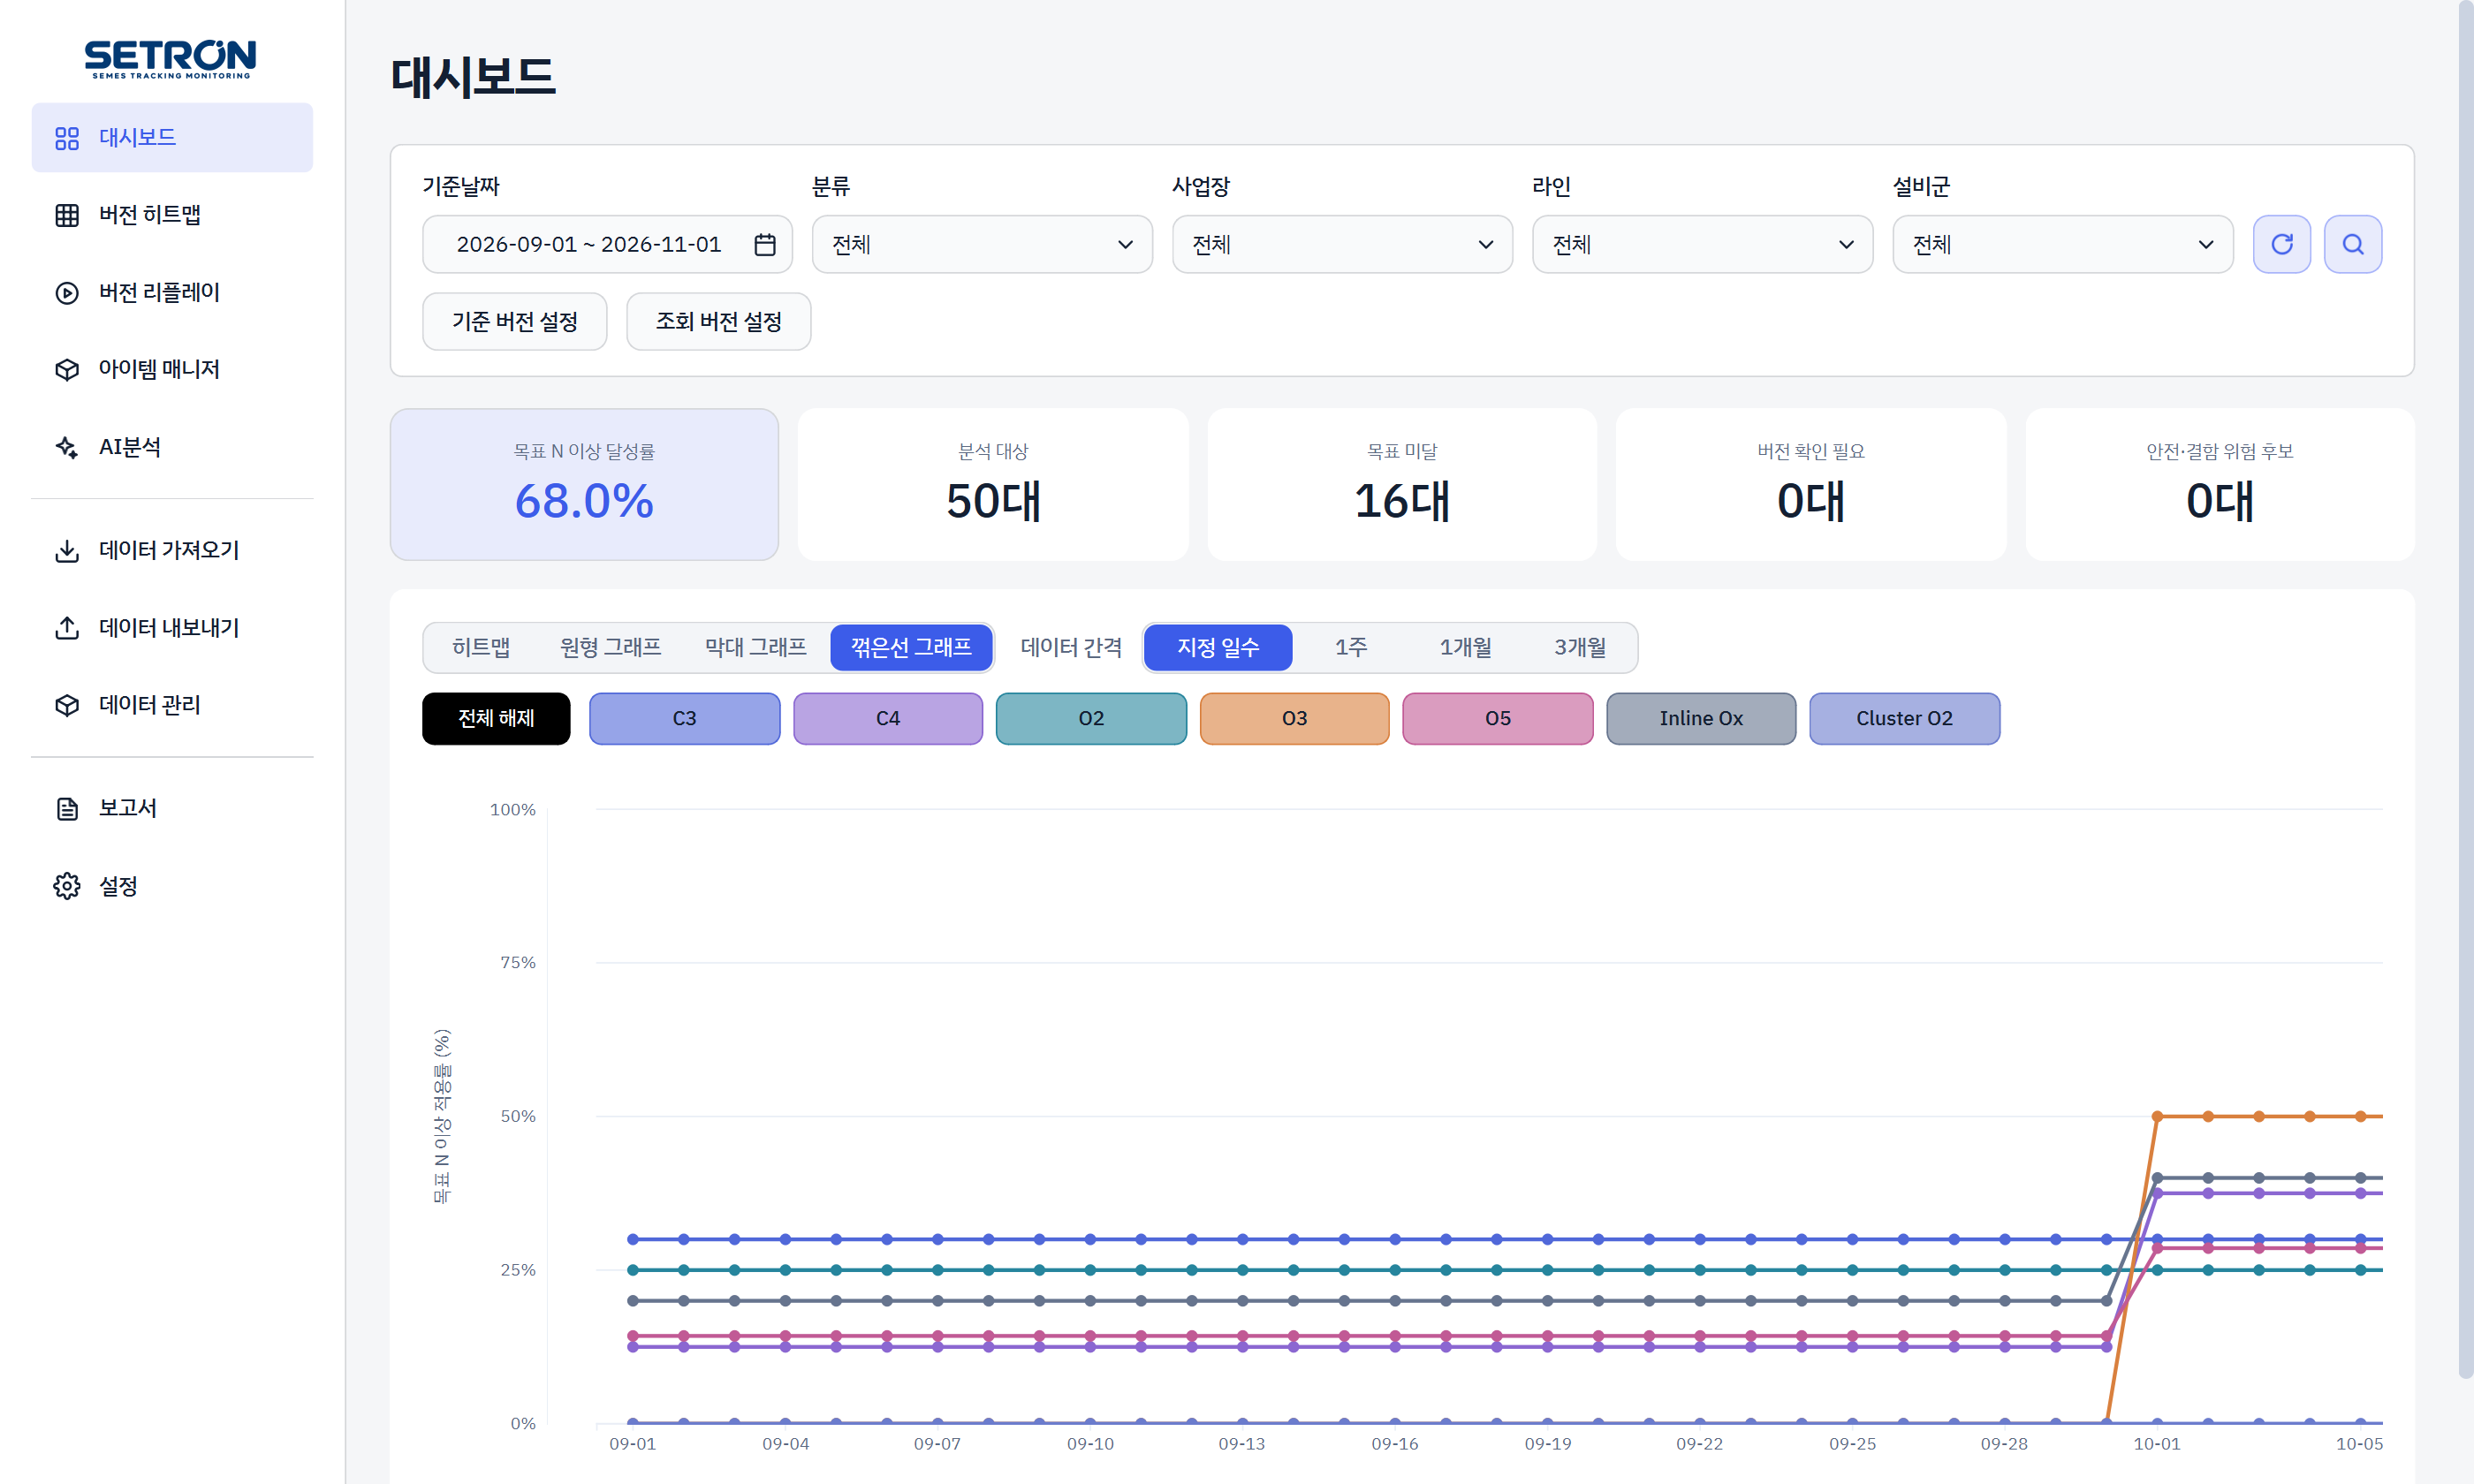 SETRON
SEMES TRACKING MONITORING
대시보드
버전 히트맵
버전 리플레이
아이템 매니저
AI분석
데이터 가져오기
데이터 내보내기
데이터 관리
보고서
설정
대시보드
기준날짜 분류 사업장 라인 설비군
2026-09-01 ~ 2026-11-01 전체 전체 전체 전체
기준 버전 설정 조회 버전 설정
목표 N 이상 달성률 분석 대상 목표 미달 버전 확인 필요 안전·결함 위험 후보
68.0% 50대 16대 0대 0대
히트맵 원형 그래프 막대 그래프 꺾은선 그래프 데이터 간격 지정 일수 1주 1개월 3개월
전체 해제 C3 C4 O2 O3 O5 Inline Ox Cluster O2
목표 N 이상 적용률 (%)
100%
75%
50%
25%
0%
09-01 09-04 09-07 09-10 09-13 09-16 09-19 09-22 09-25 09-28 10-01 10-05